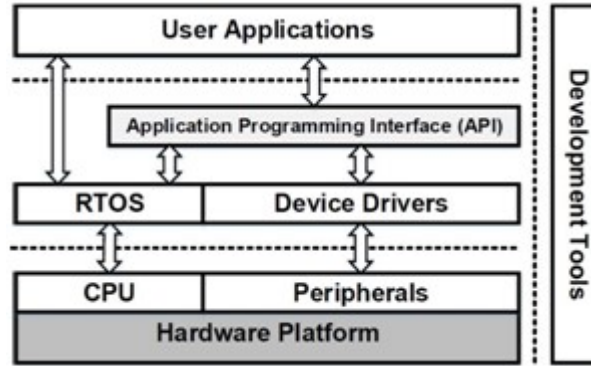 User Applications
Application Programming Interface (API)
RTOS
Device Drivers
CPU
Peripherals
Hardware Platform
Development Tools